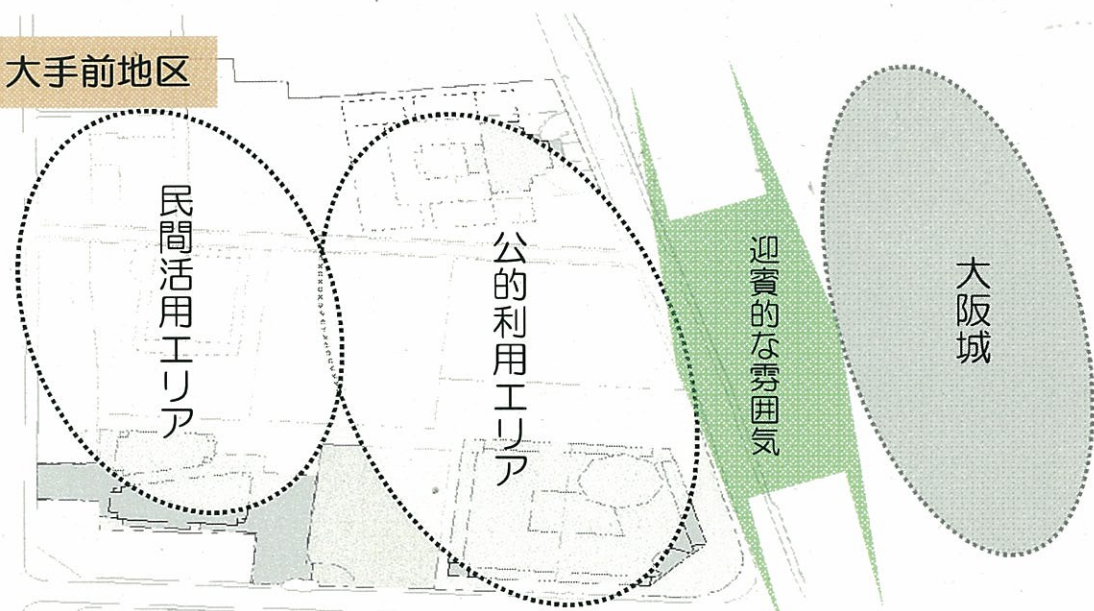 大手前地区
民間活用エリア
公的利用エリア
迎賓的な雰囲気
大阪城